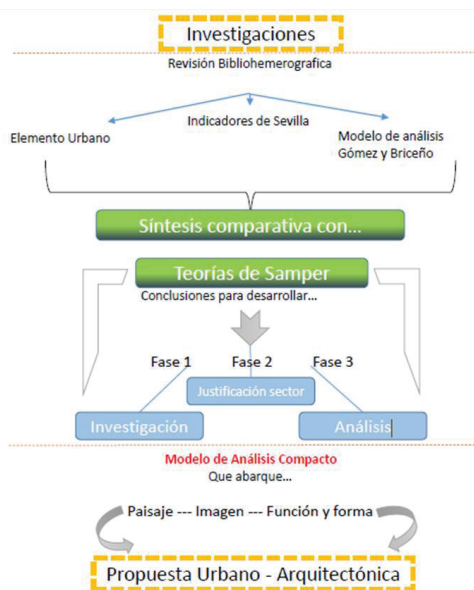 Investigaciones
Revisión Bibliohemerografica
Elemento Urbano
Indicadores de Sevilla
Modelo de análisis
Gómez y Briceño
Síntesis comparativa con...
Teorías de Samper
Conclusiones para desarrollar...
Fase 1 Fase 2 Fase 3
Justificación sector
Investigación Análisis
Modelo de Análisis Compacto
Que abarque...
Paisaje --- Imagen --- Función y forma
Propuesta Urbano - Arquitectónica